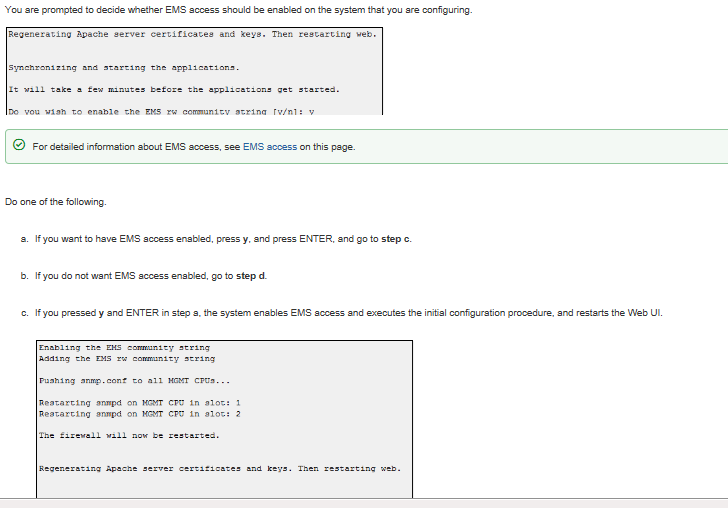 You are prompted to decide whether EMS access should be enabled on the system that you are configuring.
Regenerating Apache server certificates and keys. Then restarting web.
Synchronizing and starting the applications.
It will take a few minutes before the applications get started.
Do you wish to enable the EMS rw community string [y/n]: y
For detailed information about EMS access, see EMS access on this page.
Do one of the following.
a. If you want to have EMS access enabled, press y, and press ENTER, and go to step c.
b. If you do not want EMS access enabled, go to step d.
c. If you pressed y and ENTER in step a, the system enables EMS access and executes the initial configuration procedure, and restarts the Web UI.
Enabling the EMS community string
Adding the EMS rw community string
Pushing snmp.conf to all MGMT CPUs...
Restarting snmpd on MGMT CPU in slot: 1
Restarting snmpd on MGMT CPU in slot: 2
The firewall will now be restarted.
Regenerating Apache server certificates and keys. Then restarting web.